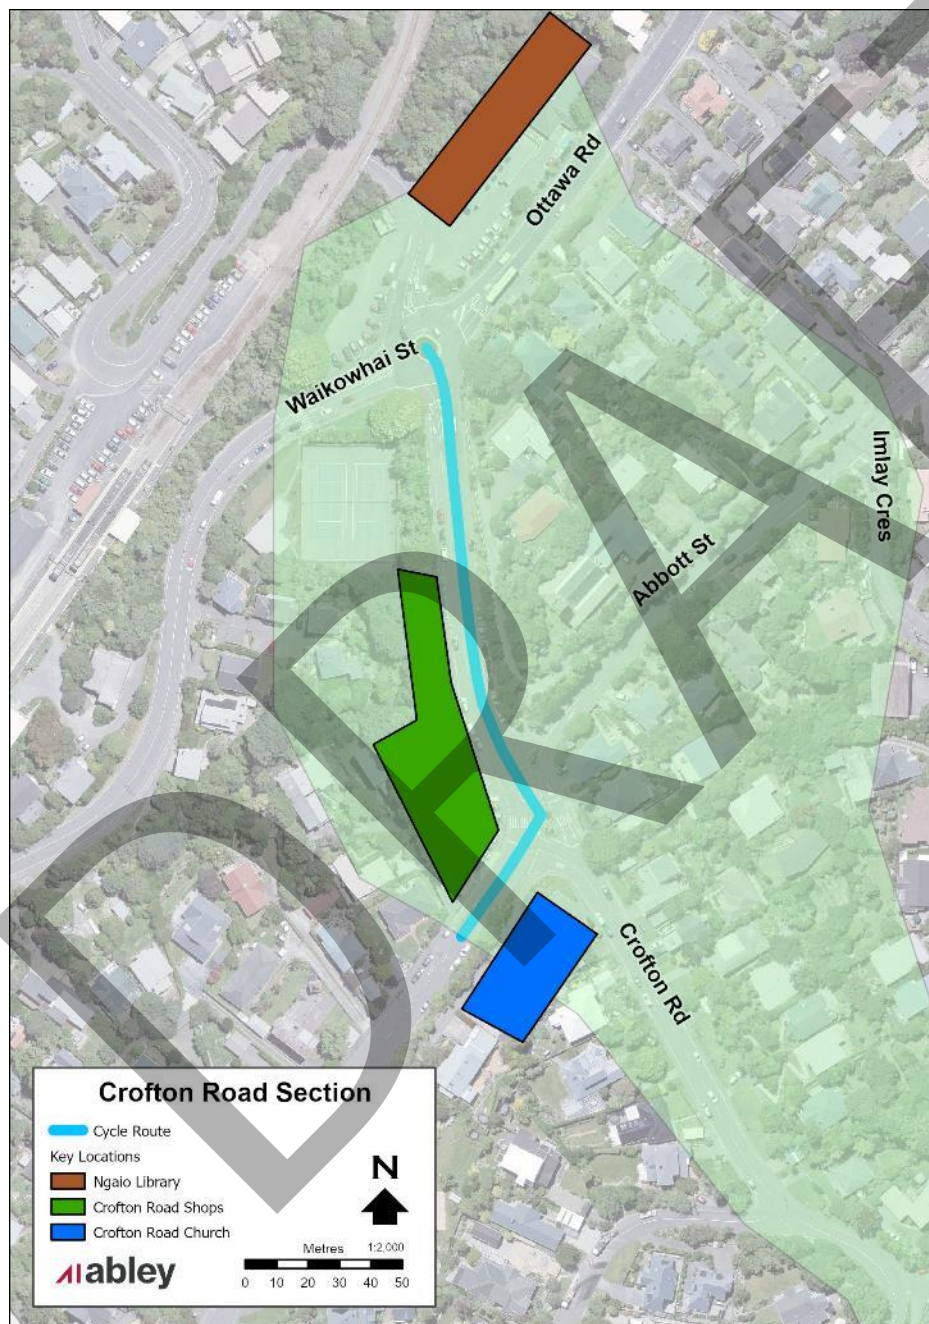 Ottawa Rd
Waikowhai St
Imlay Cres
Abbott St
Crofton Rd
DRAF
Crofton Road Section
Cycle Route
Key Locations
Ngaio Library
Crofton Road Shops
Crofton Road Church
N
Metres 1:2,000
0 10 20 30 40 50
abley